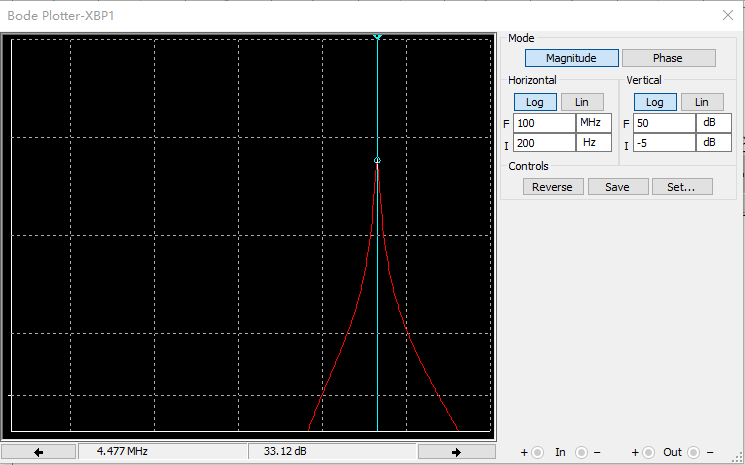 Bode Plotter-XBP1
Mode
Magnitude Phase
Horizontal Vertical
Log Lin Log Lin
F 100 MHz F 50 dB
I 200 Hz I -5 dB
Controls
Reverse Save Set...
4.477 MHz 33.12 dB + In - + Out -